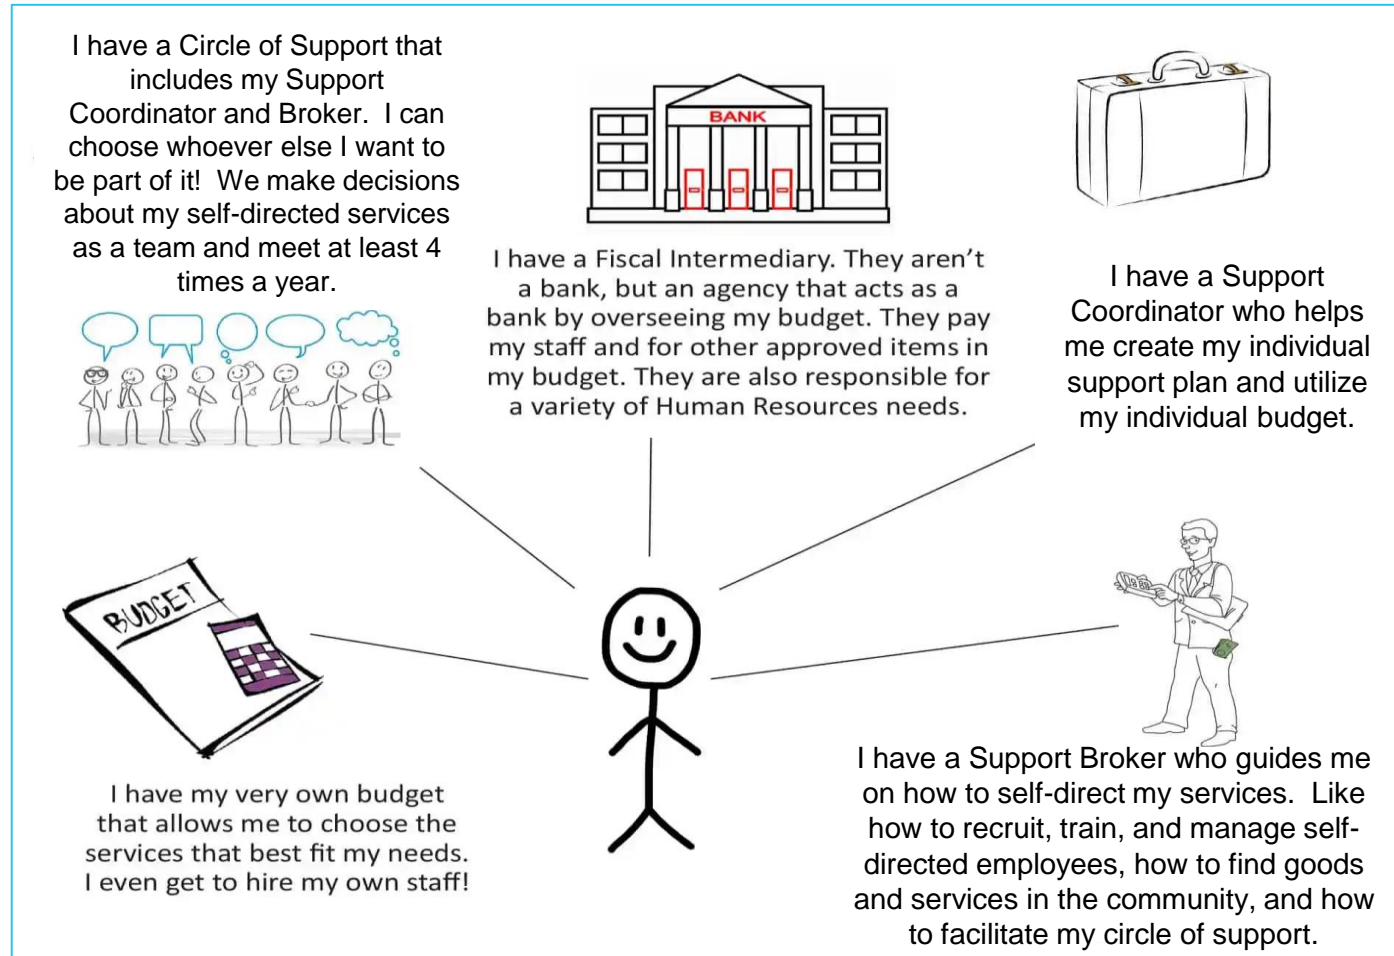 I have a Circle of Support that
includes my Support
Coordinator and Broker.  I can
choose whoever else I want to
be part of it!  We make decisions
about my self-directed services
as a team and meet at least 4
times a year.
BANK
I have a Fiscal Intermediary. They aren't
a bank, but an agency that acts as a
bank by overseeing my budget. They pay
my staff and for other approved items in
my budget. They are also responsible for
a variety of Human Resources needs.
I have a Support
Coordinator who helps
me create my individual
support plan and utilize
my individual budget.
BUDGET
I have my very own budget
that allows me to choose the
services that best fit my needs.
I even get to hire my own staff!
I have a Support Broker who guides me
on how to self-direct my services.  Like
how to recruit, train, and manage self-
directed employees, how to find goods
and services in the community, and how
to facilitate my circle of support.